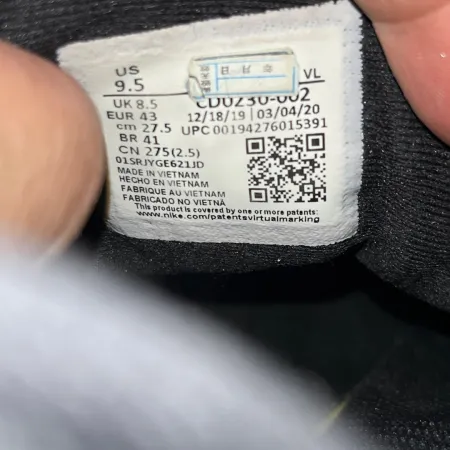 US
9.5
VL
UK 8.5
CD0230-002
EUR 43
12/18/19 | 03/04/20
cm 27.5
UPC 00194276015391
BR 41
CN 275(2.5)
01SRJYGE621JD
MADE IN VIETNAM
HECHO EN VIETNAM
FABRIQUE AU VIETNAM
FABRICADO NO VIETNÃ
This product is covered by one or more patents:
www.nike.com/patentsvirtualmarking